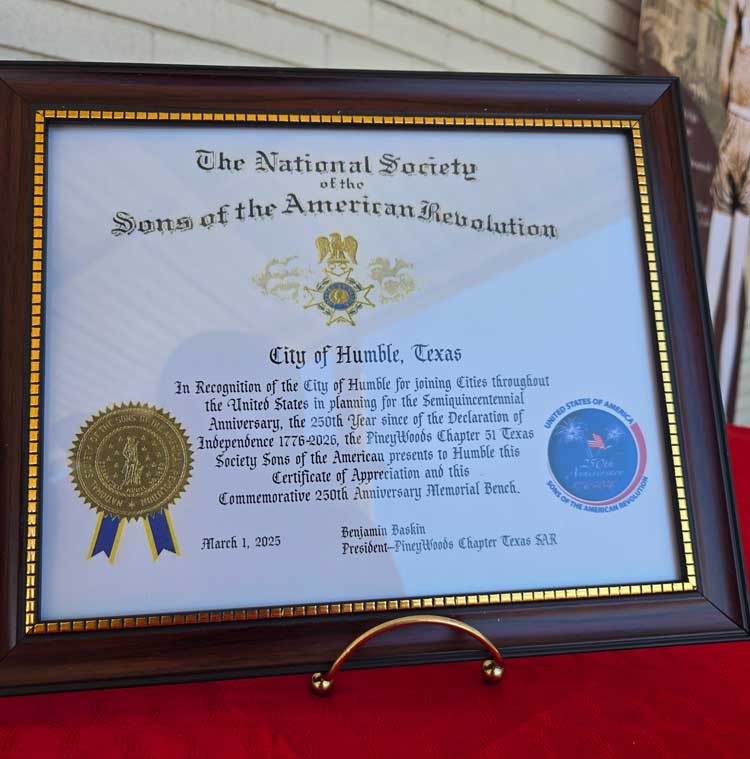 The National Society
of the
Sons of the American Revolution
City of Humble, Texas
In Recognition of the City of Humble for joining Cities throughout
the United States in planning for the Semiquincentennial
Anniversary, the 250th Year since of the Declaration of
Independence 1776-2026, the PineyWoods Chapter 51 Texas
Society Sons of the American presents to Humble this
Certificate of Appreciation and this
Commemorative 250th Anniversary Memorial Bench.
UNITED STATES OF AMERICA
250th
Anniversary
1776-2026
SONS OF THE AMERICAN REVOLUTION
March 1, 2025
Benjamin Baskin
President–PineyWoods Chapter Texas SAR